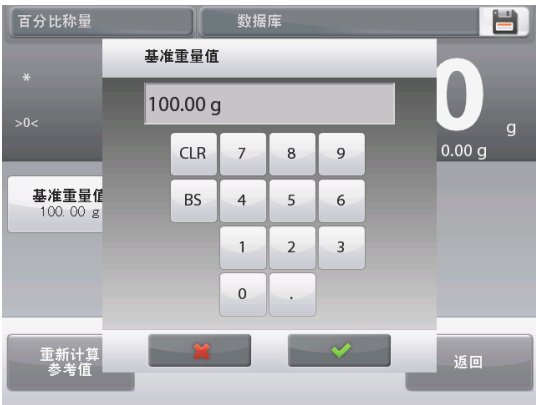 百分比称量
数据库
基准重量值
*
>0<
100.00 g
0
g
0.00 g
CLR 7 8 9
BS 4 5 6
1 2 3
0 .
基准重量值
100. 00 g
重新计算
参考值
返回